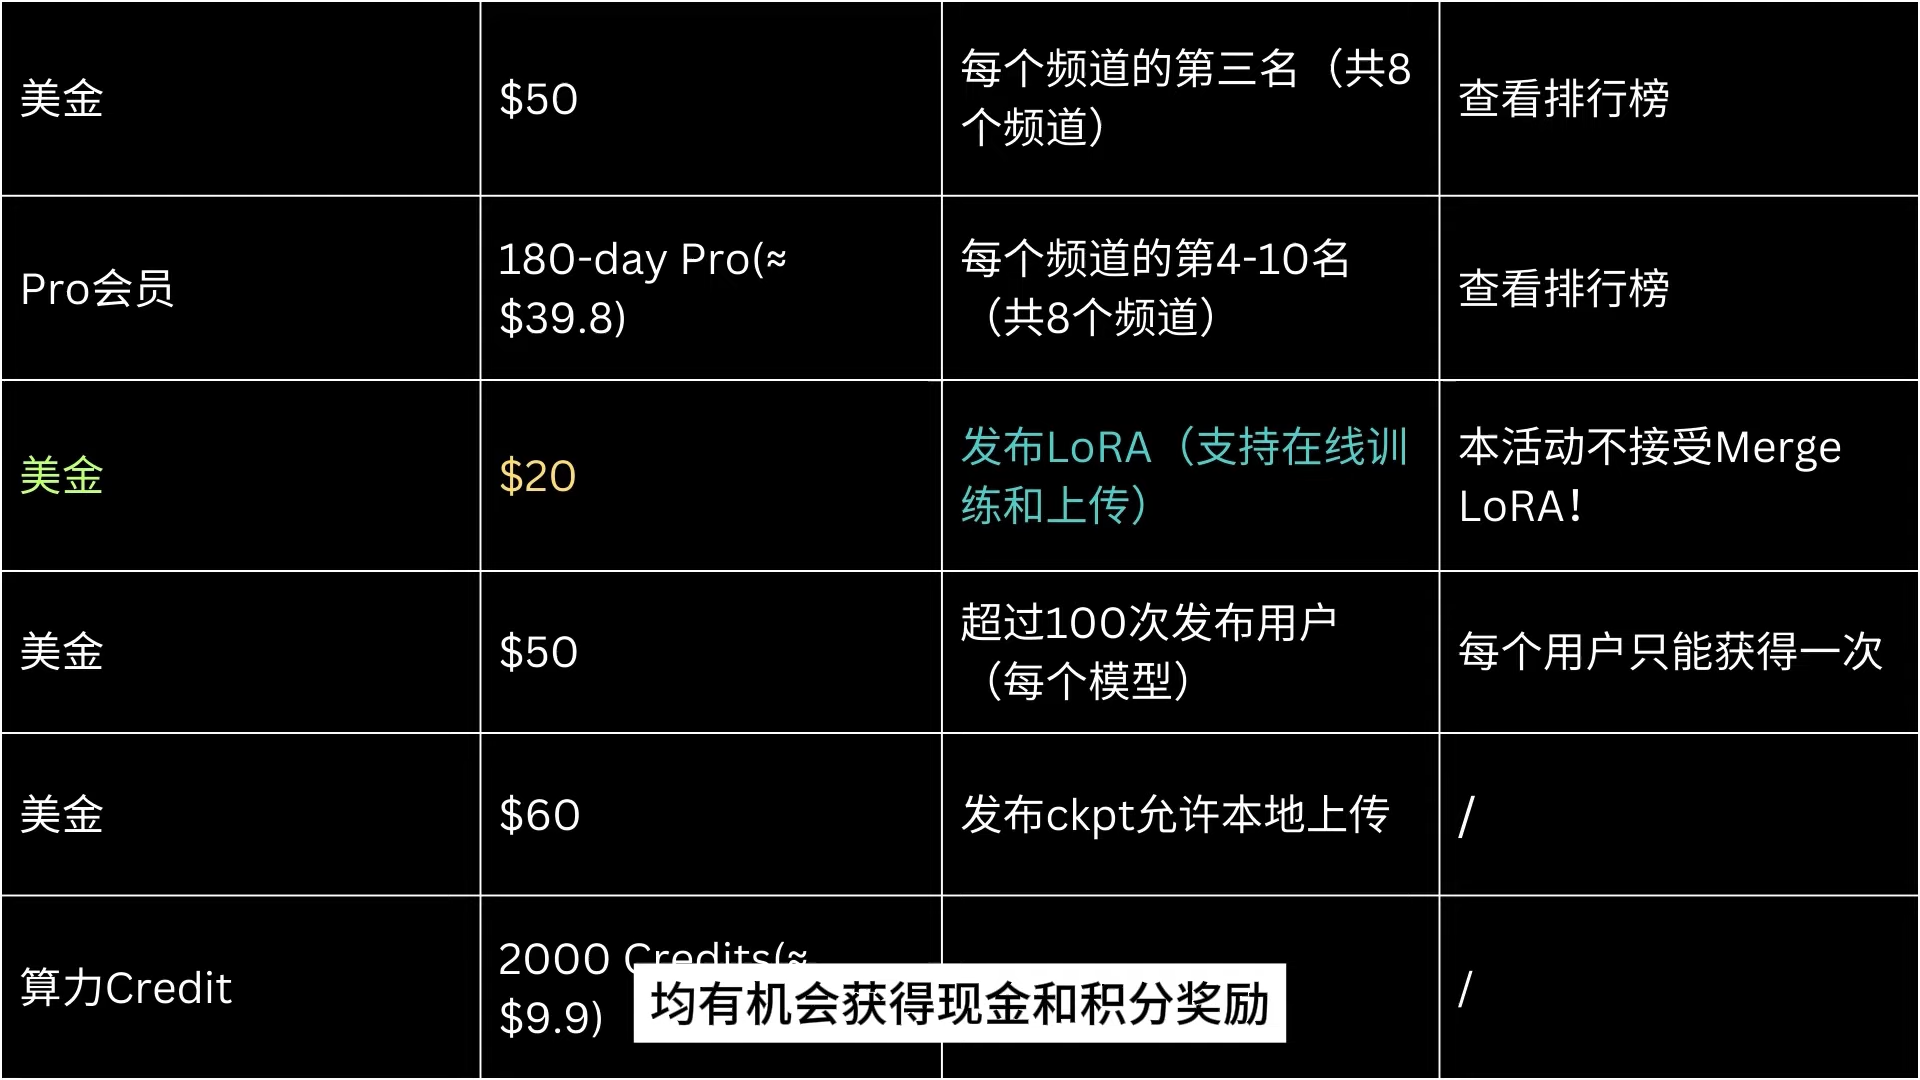 美金
$50
每个频道的第三名（共8
个频道）
查看排行榜
Pro会员
180-day Pro(≈
$39.8)
每个频道的第4-10名
（共8个频道）
查看排行榜
美金
$20
发布LoRA（支持在线训
练和上传）
本活动不接受Merge
LoRA！
美金
$50
超过100次发布用户
（每个模型）
每个用户只能获得一次
美金
$60
发布ckpt允许本地上传
/
算力Credit
2000 Credits(≈
$9.9)
/
均有机会获得现金和积分奖励